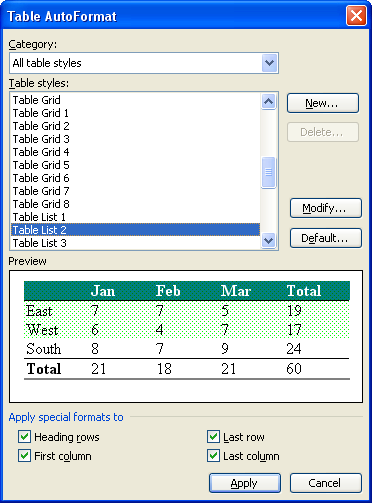 Table AutoFormat
Category:
All table styles
Table styles:
Table Grid
Table Grid 1
Table Grid 2
Table Grid 3
Table Grid 4
Table Grid 5
Table Grid 6
Table Grid 7
Table Grid 8
Table List 1
Table List 2
Table List 3
New...
Delete...
Modify...
Default...
Preview
Jan Feb Mar Total
East 7 7 5 19
West 6 4 7 17
South 8 7 9 24
Total 21 18 21 60
Apply special formats to
Heading rows Last row
First column Last column
Apply Cancel